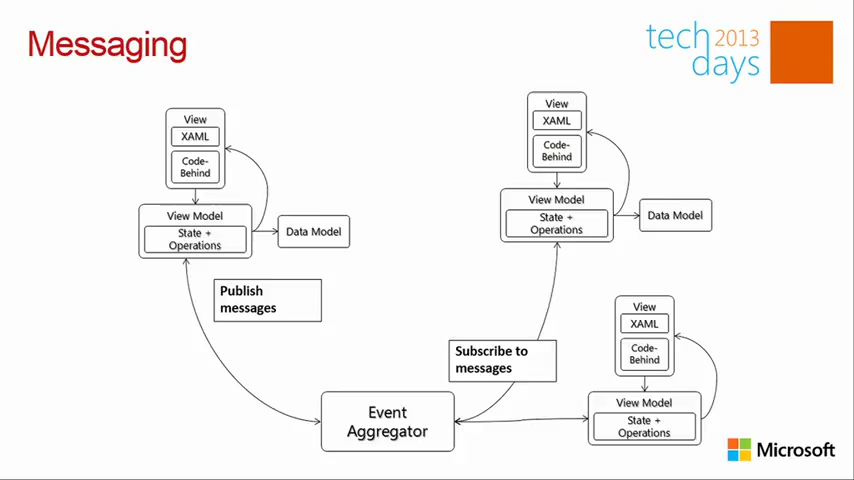 Messaging
tech 2013
days
View
XAML
Code-
Behind
View Model
State +
Operations
Data Model
View
XAML
Code-
Behind
View Model
State +
Operations
Data Model
Publish
messages
Subscribe to
messages
View
XAML
Code-
Behind
View Model
State +
Operations
Event
Aggregator
Microsoft